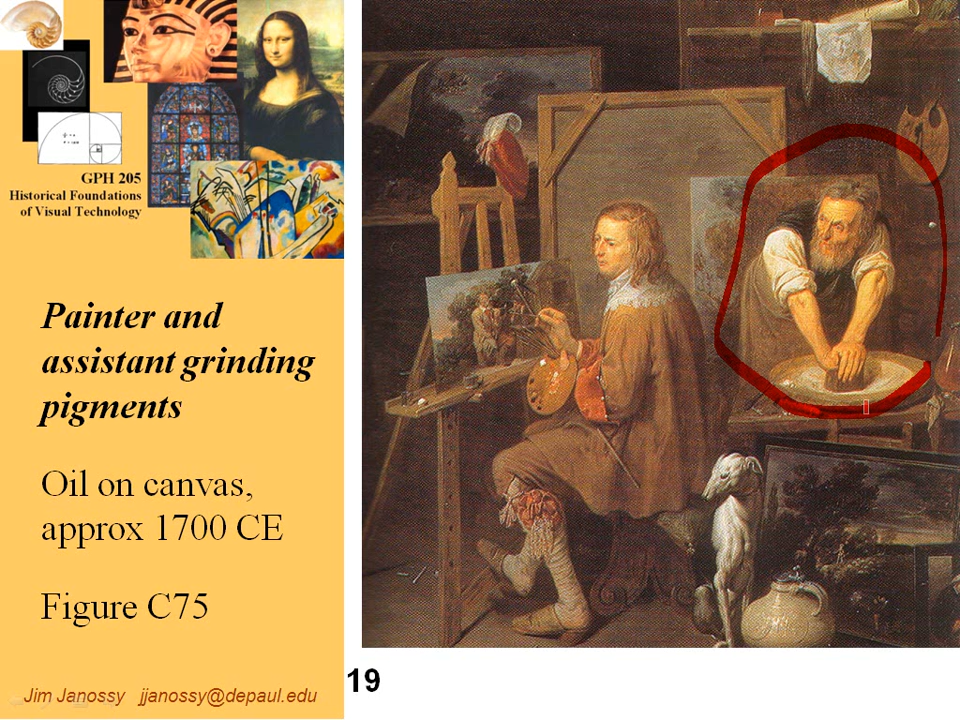 GPH 205
Historical Foundations
of Visual Technology
Painter and
assistant grinding
pigments
Oil on canvas,
approx 1700 CE
Figure C75
Jim Janossy jjanossy@depaul.edu
19